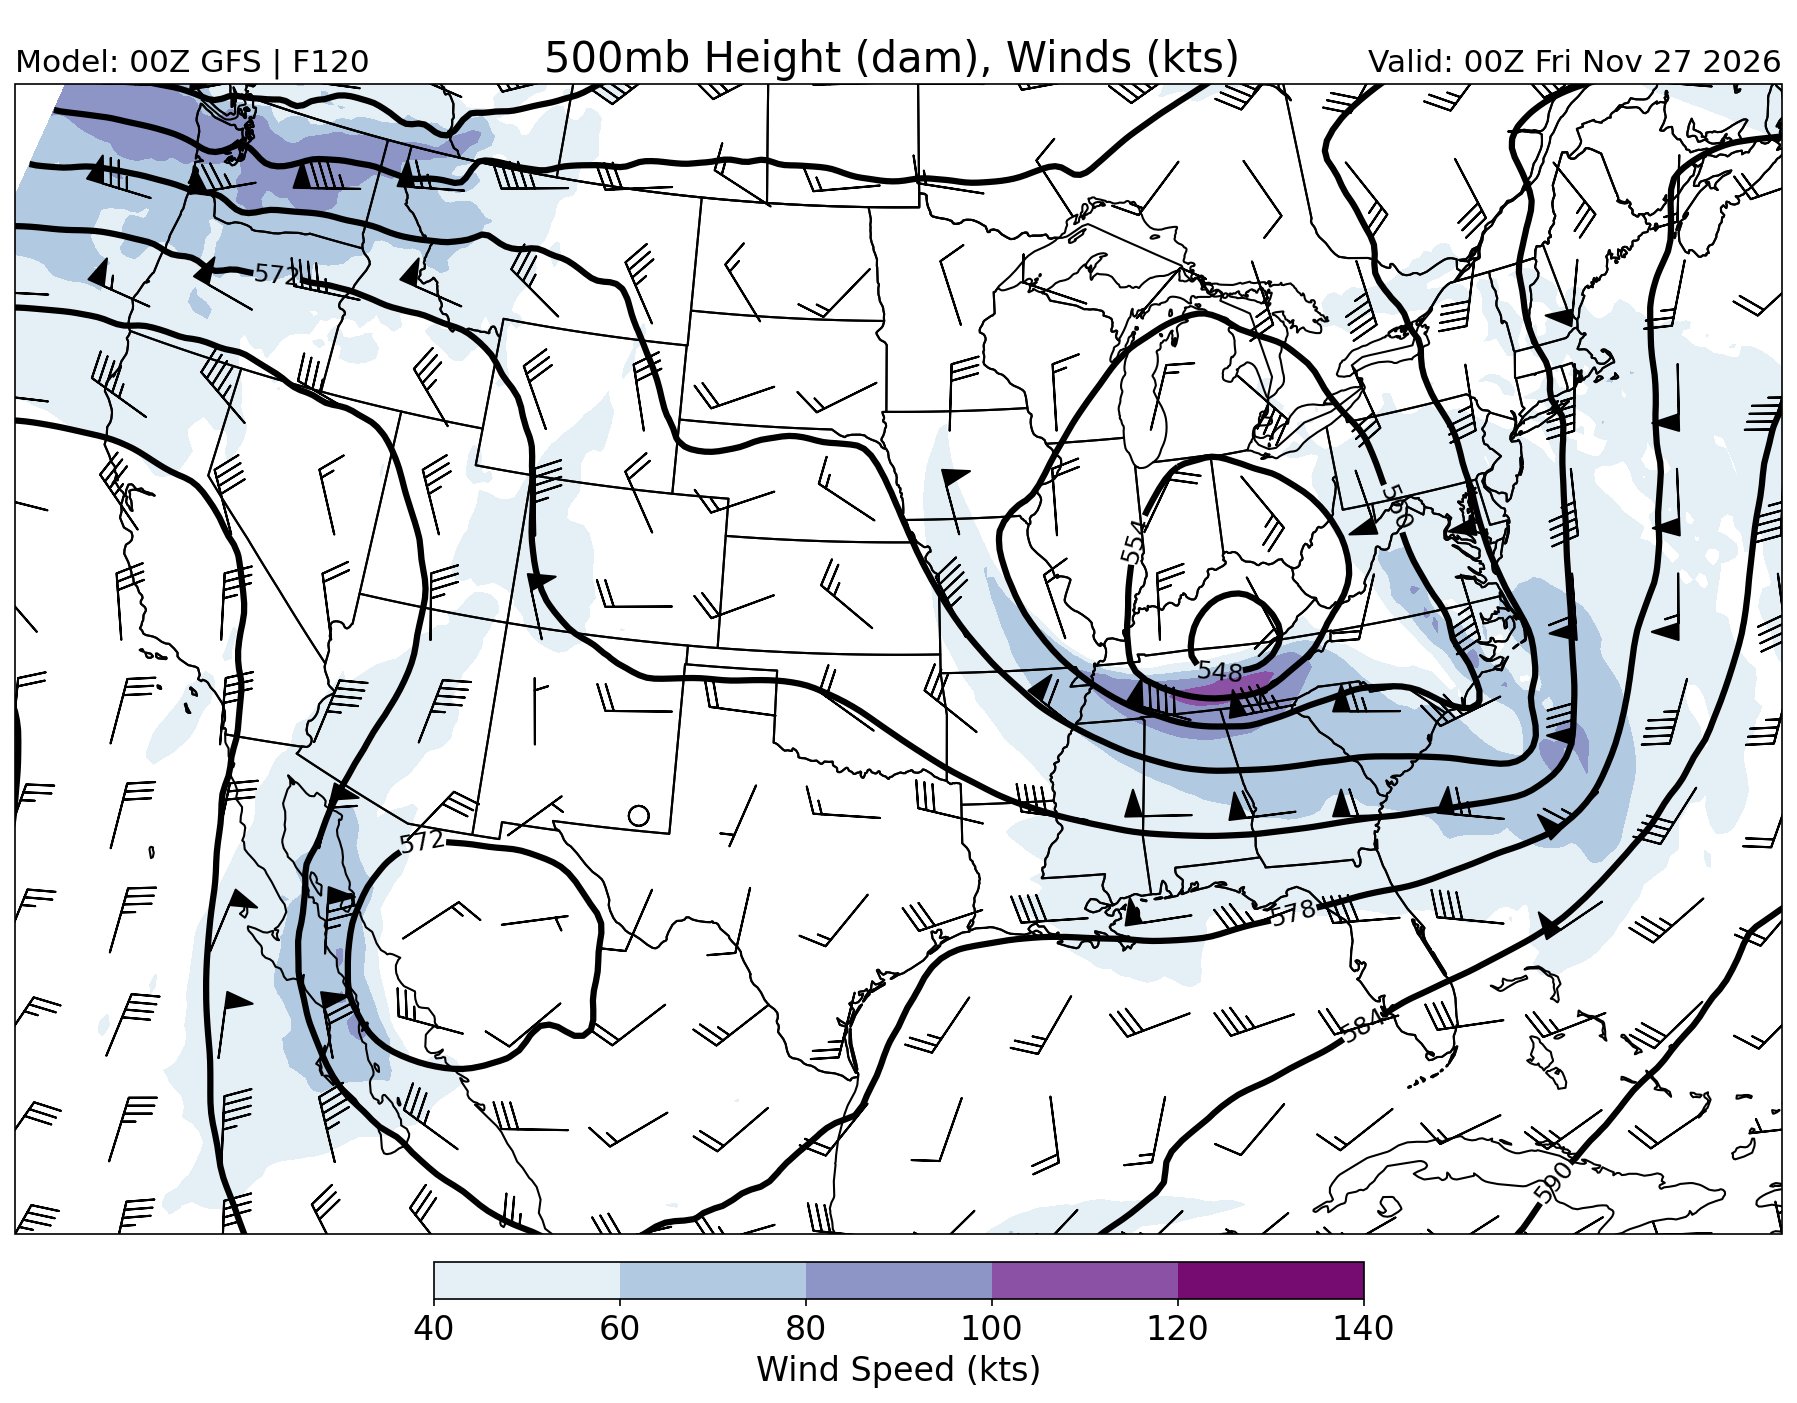 500mb Height (dam), Winds (kts)
Model: 00Z GFS | F120
Valid: 00Z Fri Nov 27 2026
572
560
554
548
572
578
584
590
40 60 80 100 120 140
Wind Speed (kts)